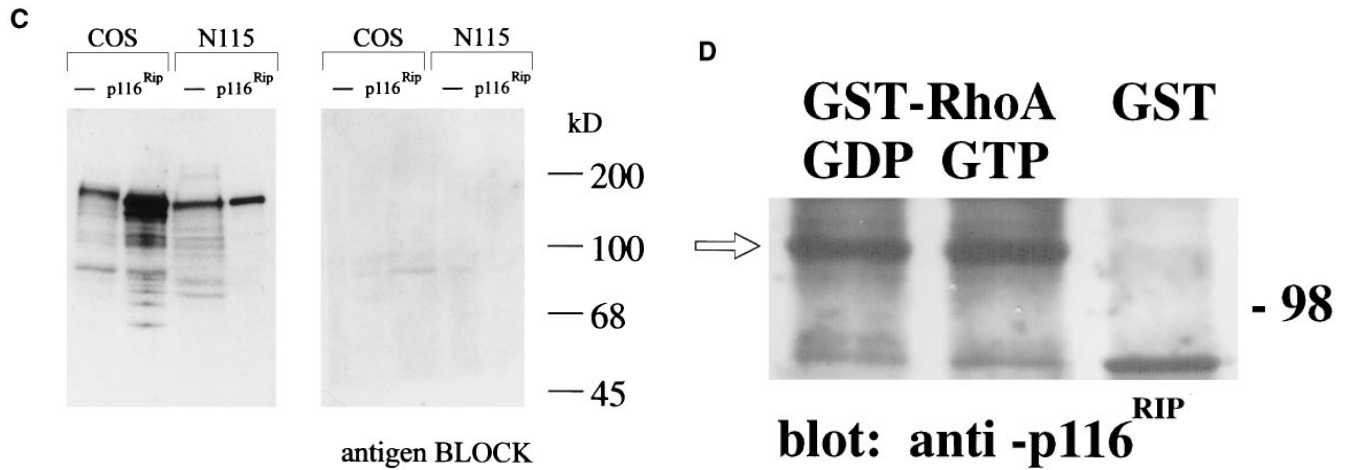 C
COS N115 COS N115
— p116Rip — p116Rip — p116Rip — p116Rip
kD
200
100
68
45
antigen BLOCK
D
GST-RhoA GST
GDP GTP
- 98
blot: anti -p116RIP